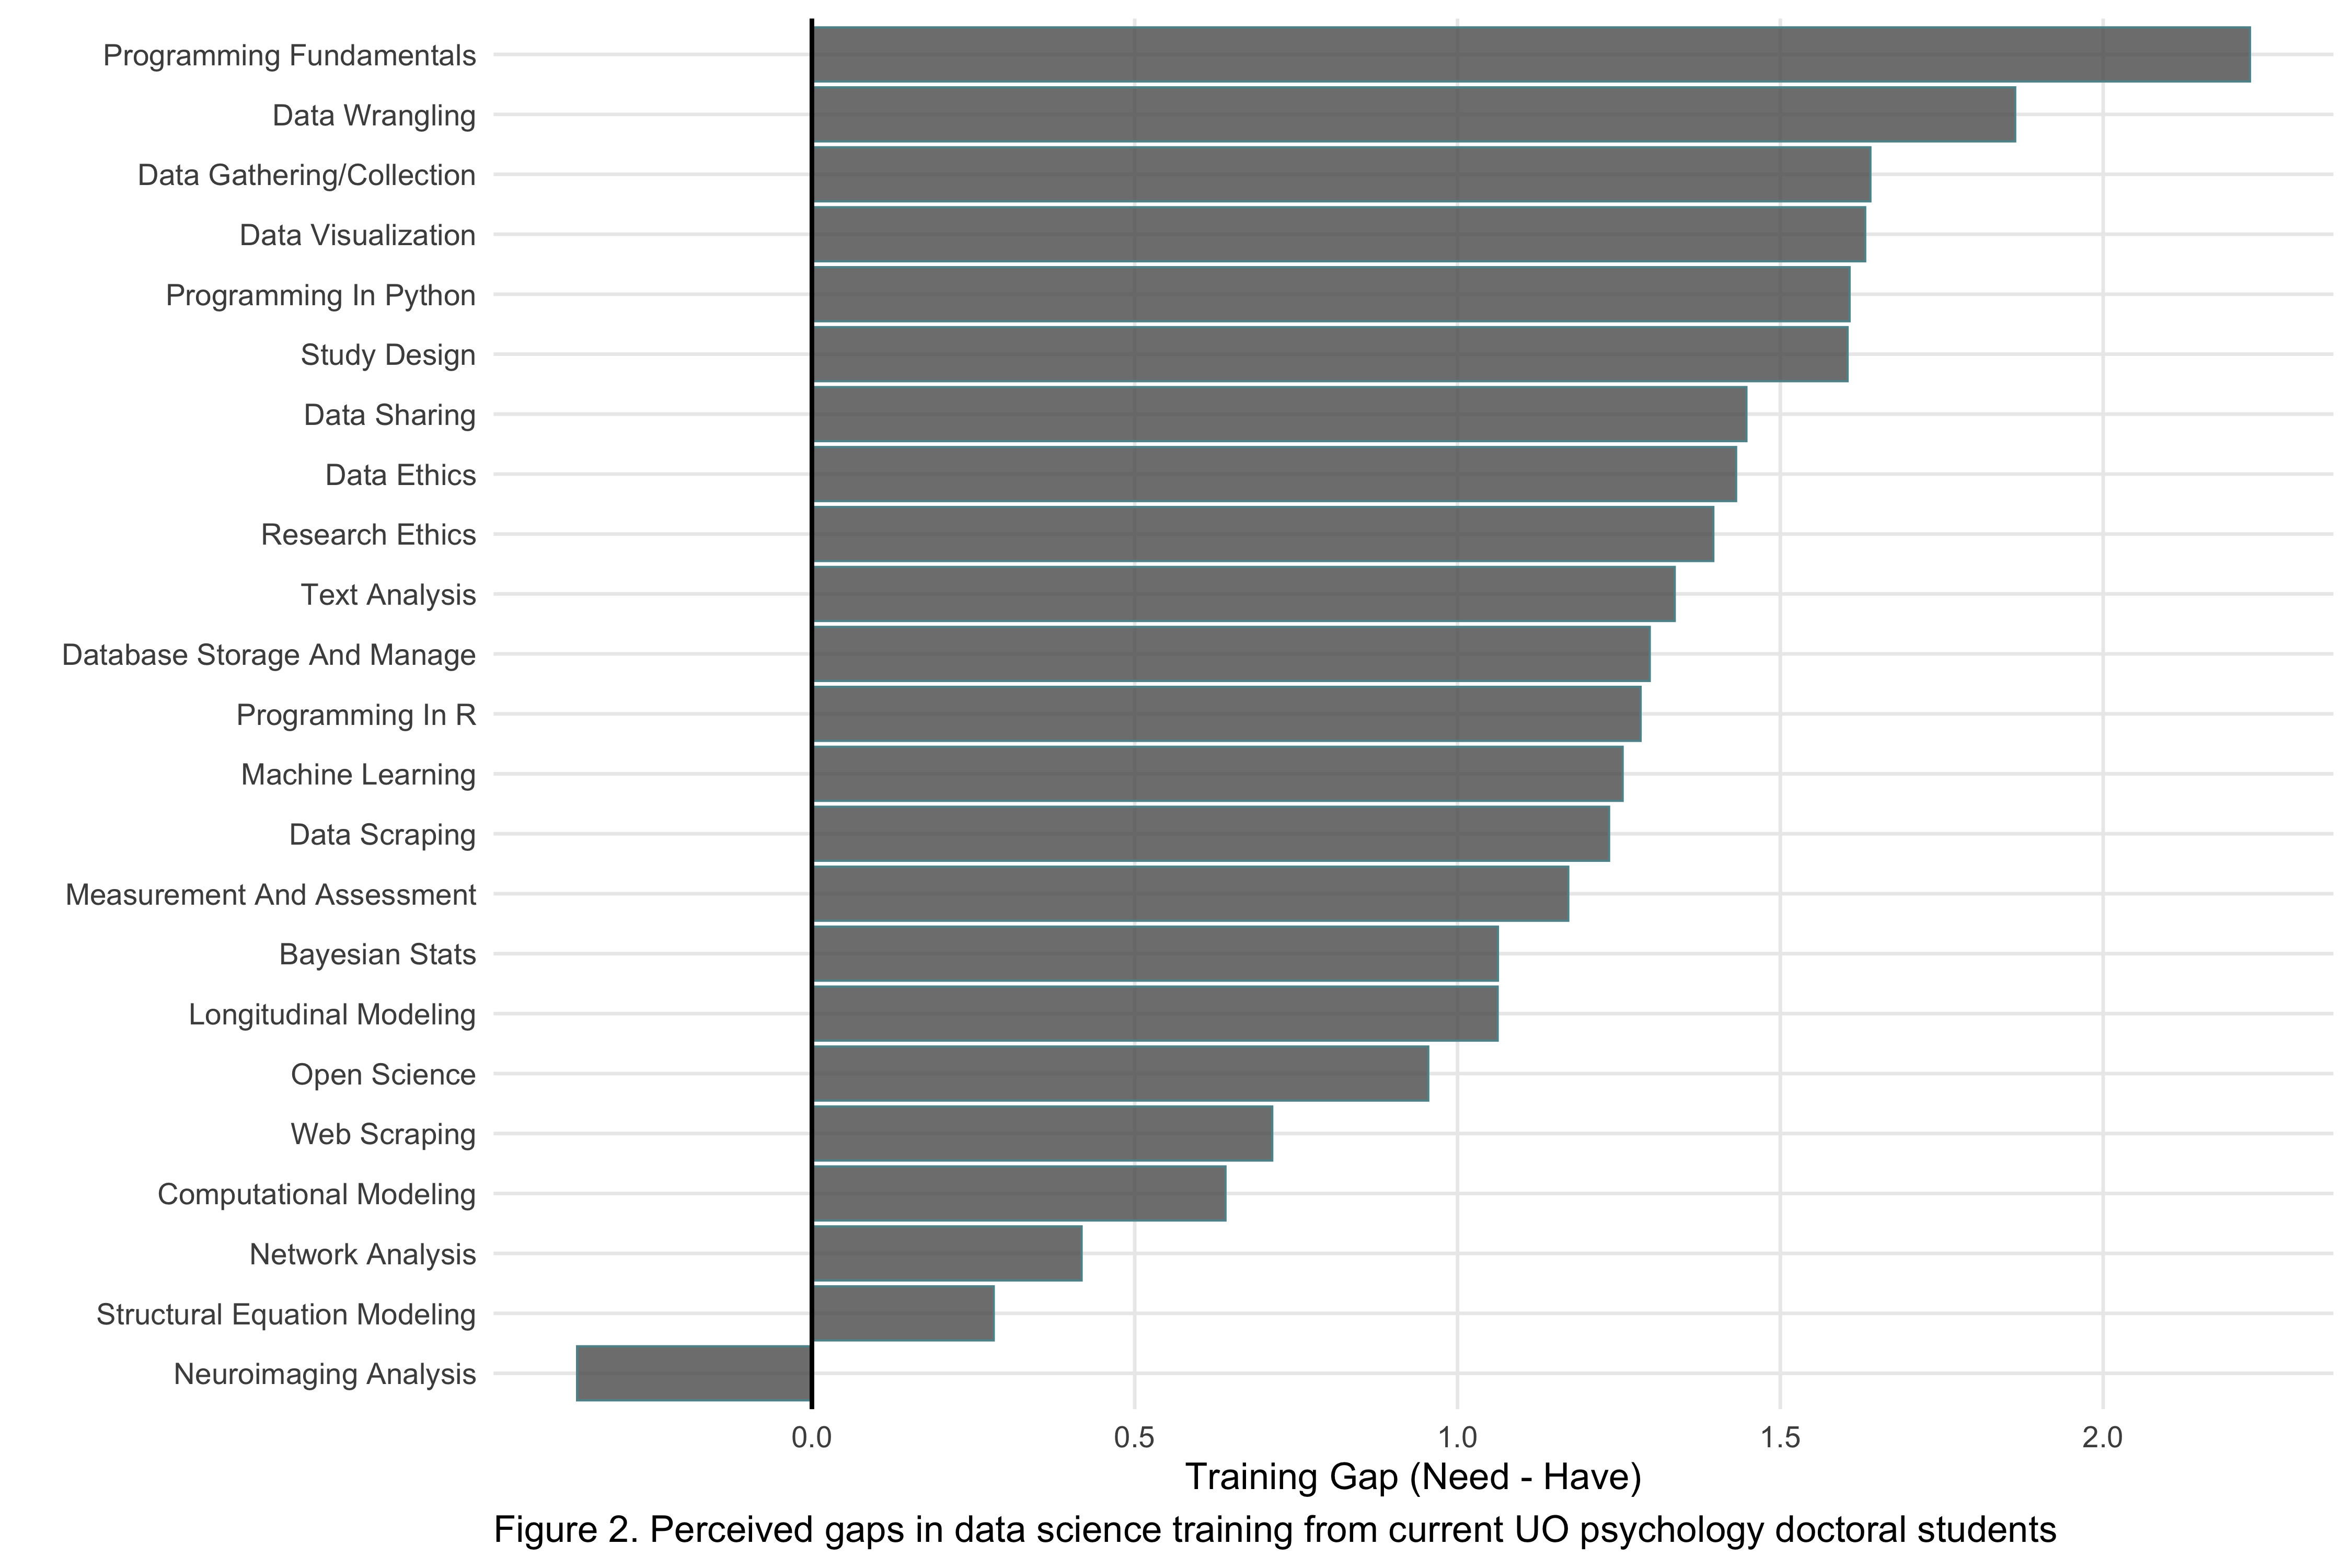 Programming Fundamentals
Data Wrangling
Data Gathering/Collection
Data Visualization
Programming In Python
Study Design
Data Sharing
Data Ethics
Research Ethics
Text Analysis
Database Storage And Manage
Programming In R
Machine Learning
Data Scraping
Measurement And Assessment
Bayesian Stats
Longitudinal Modeling
Open Science
Web Scraping
Computational Modeling
Network Analysis
Structural Equation Modeling
Neuroimaging Analysis
0.0 0.5 1.0 1.5 2.0
Training Gap (Need - Have)
Figure 2. Perceived gaps in data science training from current UO psychology doctoral students